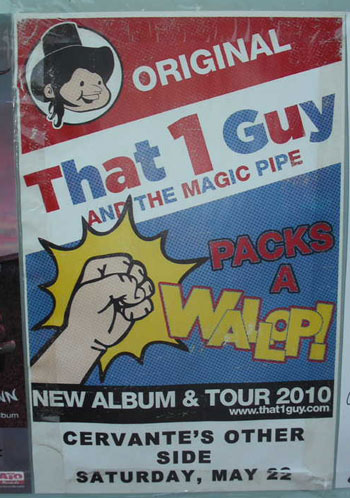 ORIGINAL
That 1 Guy
AND THE MAGIC PIPE
PACKS
A
WALLOP!
NEW ALBUM & TOUR 2010
www.that1guy.com
CERVANTE'S OTHER
SIDE
SATURDAY, MAY 22